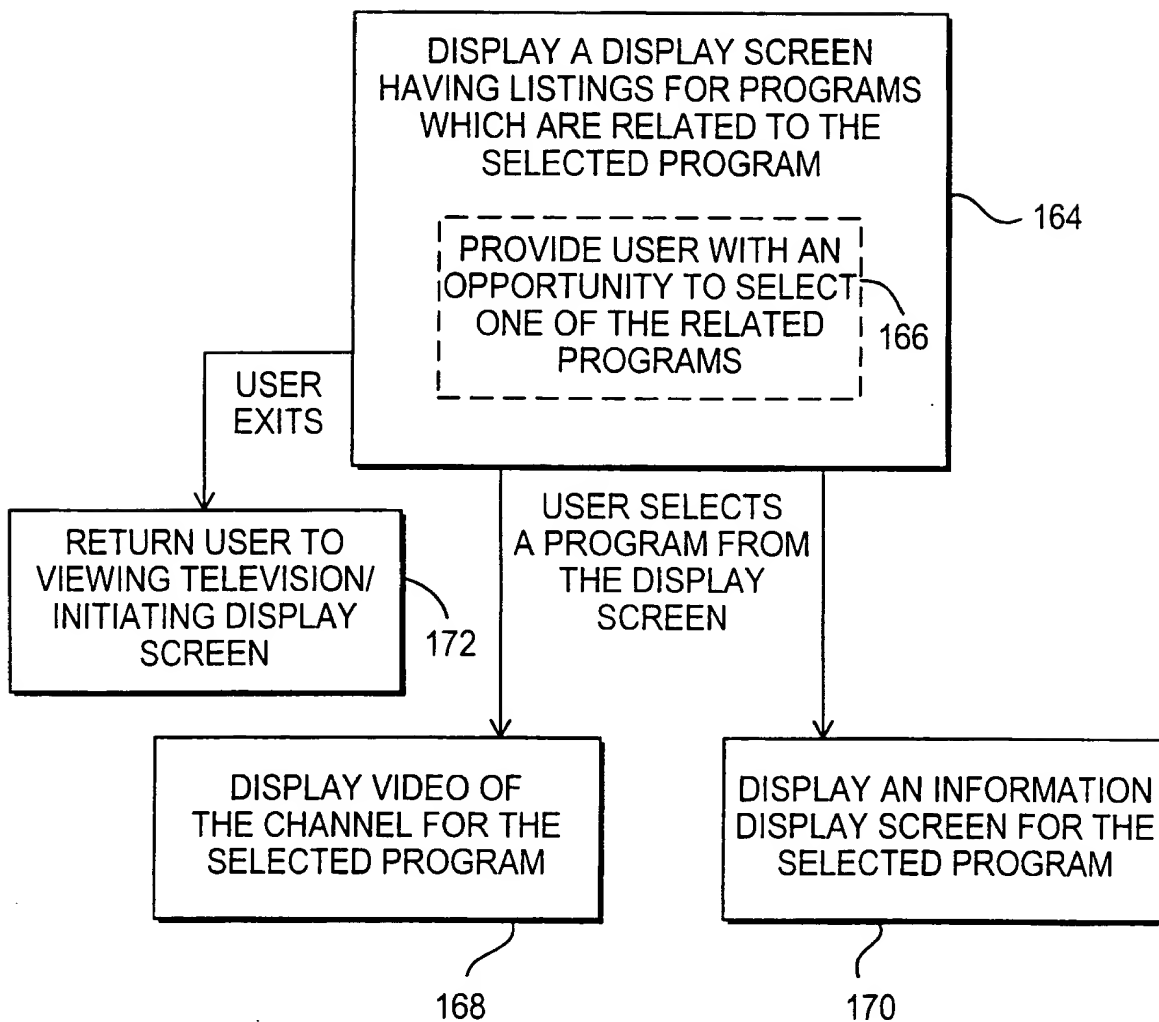 DISPLAY A DISPLAY SCREEN
HAVING LISTINGS FOR PROGRAMS
WHICH ARE RELATED TO THE
SELECTED PROGRAM
164
PROVIDE USER WITH AN
OPPORTUNITY TO SELECT
ONE OF THE RELATED
PROGRAMS
166
USER
EXITS
RETURN USER TO
VIEWING TELEVISION/
INITIATING DISPLAY
SCREEN
172
USER SELECTS
A PROGRAM FROM
THE DISPLAY
SCREEN
DISPLAY VIDEO OF
THE CHANNEL FOR THE
SELECTED PROGRAM
168
DISPLAY AN INFORMATION
DISPLAY SCREEN FOR THE
SELECTED PROGRAM
170